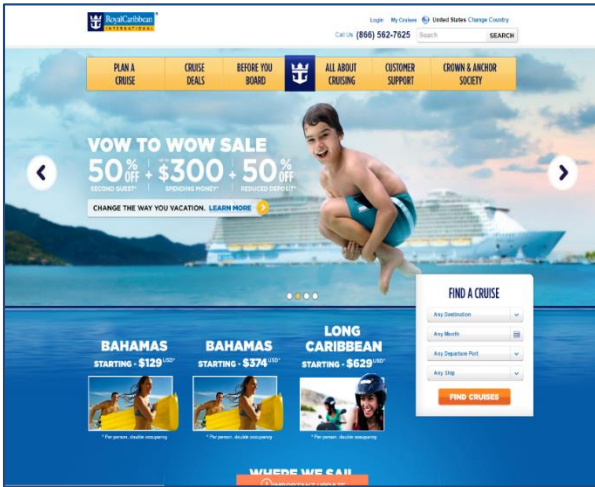 RoyalCaribbean
INTERNATIONAL
Login My Cruises United States Change Country
Call Us (866) 562-7625 Search SEARCH
PLAN A CRUISE
CRUISE DEALS
BEFORE YOU BOARD
ALL ABOUT CRUISING
CUSTOMER SUPPORT
CROWN & ANCHOR SOCIETY
VOW TO WOW SALE
50% OFF + $300 + 50% OFF
SECOND GUEST* SPENDING MONEY* REDUCED DEPOSIT*
CHANGE THE WAY YOU VACATION. LEARN MORE
FIND A CRUISE
Any Destination
Any Month
Any Departure Port
Any Ship
FIND CRUISES
BAHAMAS
STARTING - $129 USD*
* Per person, double occupancy
BAHAMAS
STARTING - $374 USD*
* Per person, double occupancy
LONG CARIBBEAN
STARTING - $629 USD*
* Per person, double occupancy
WHERE WE SAIL
IMPORTANT UPDATE